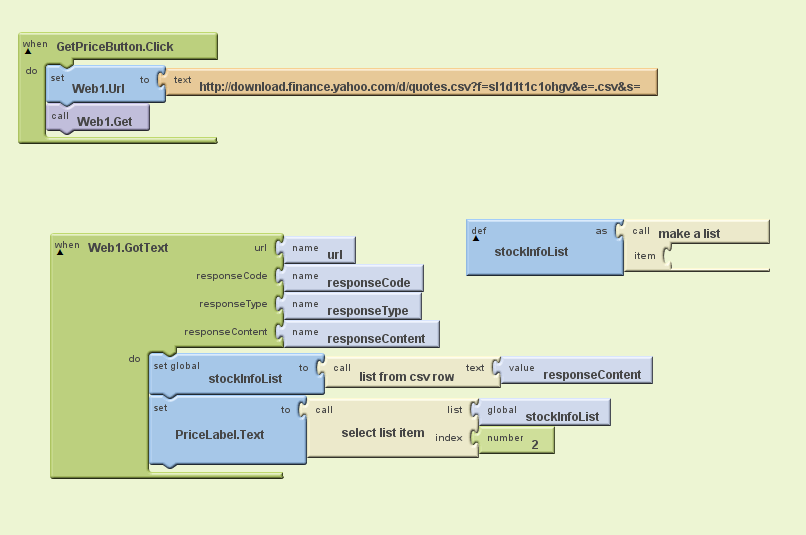 when GetPriceButton.Click
do set Web1.Url to text http://download.finance.yahoo.com/d/quotes.csv?f=sl1d1t1c1ohgv&e=.csv&s=
call Web1.Get
def stockInfoList as call make a list
item
when Web1.GotText url name url
responseCode name responseCode
responseType name responseType
responseContent name responseContent
do set global stockInfoList to call list from csv row text value responseContent
set PriceLabel.Text to call select list item list global stockInfoList
index number 2